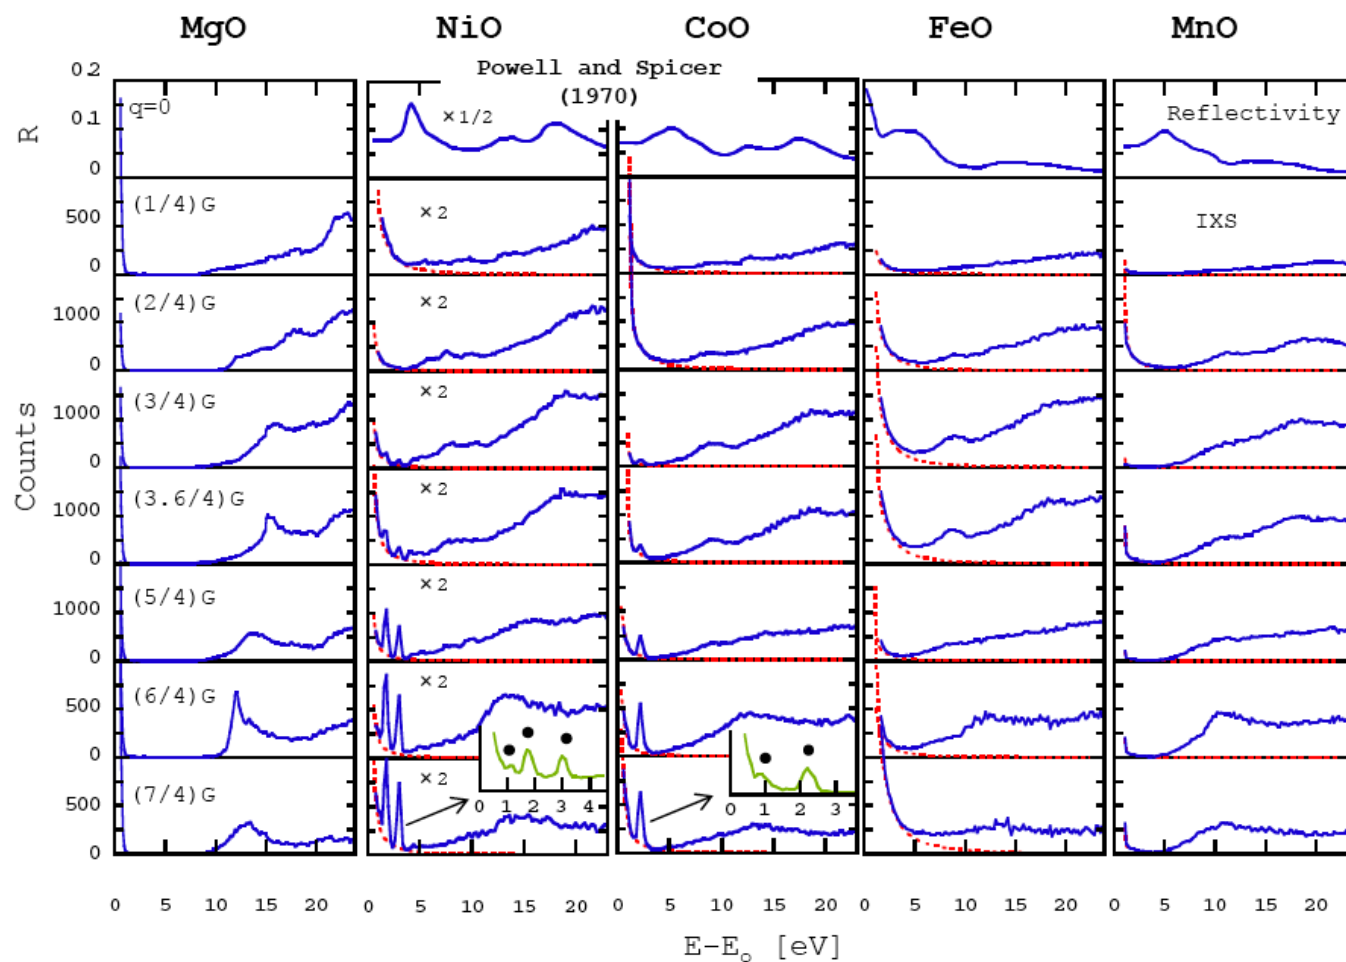 MgO NiO CoO FeO MnO
Powell and Spicer
(1970)
0.2
0.1
0
R
q=0
×1/2
Reflectivity
500
0
(1/4)G
×2
IXS
1000
0
(2/4)G
×2
1000
0
(3/4)G
×2
Counts
1000
0
(3.6/4)G
×2
1000
0
(5/4)G
×2
500
0
(6/4)G
×2
500
0
(7/4)G
×2
0 1 2 3 4
0 1 2 3
0 5 10 15 20 0 5 10 15 20 0 5 10 15 20 0 5 10 15 20 0 5 10 15 20
E-Eₒ [eV]